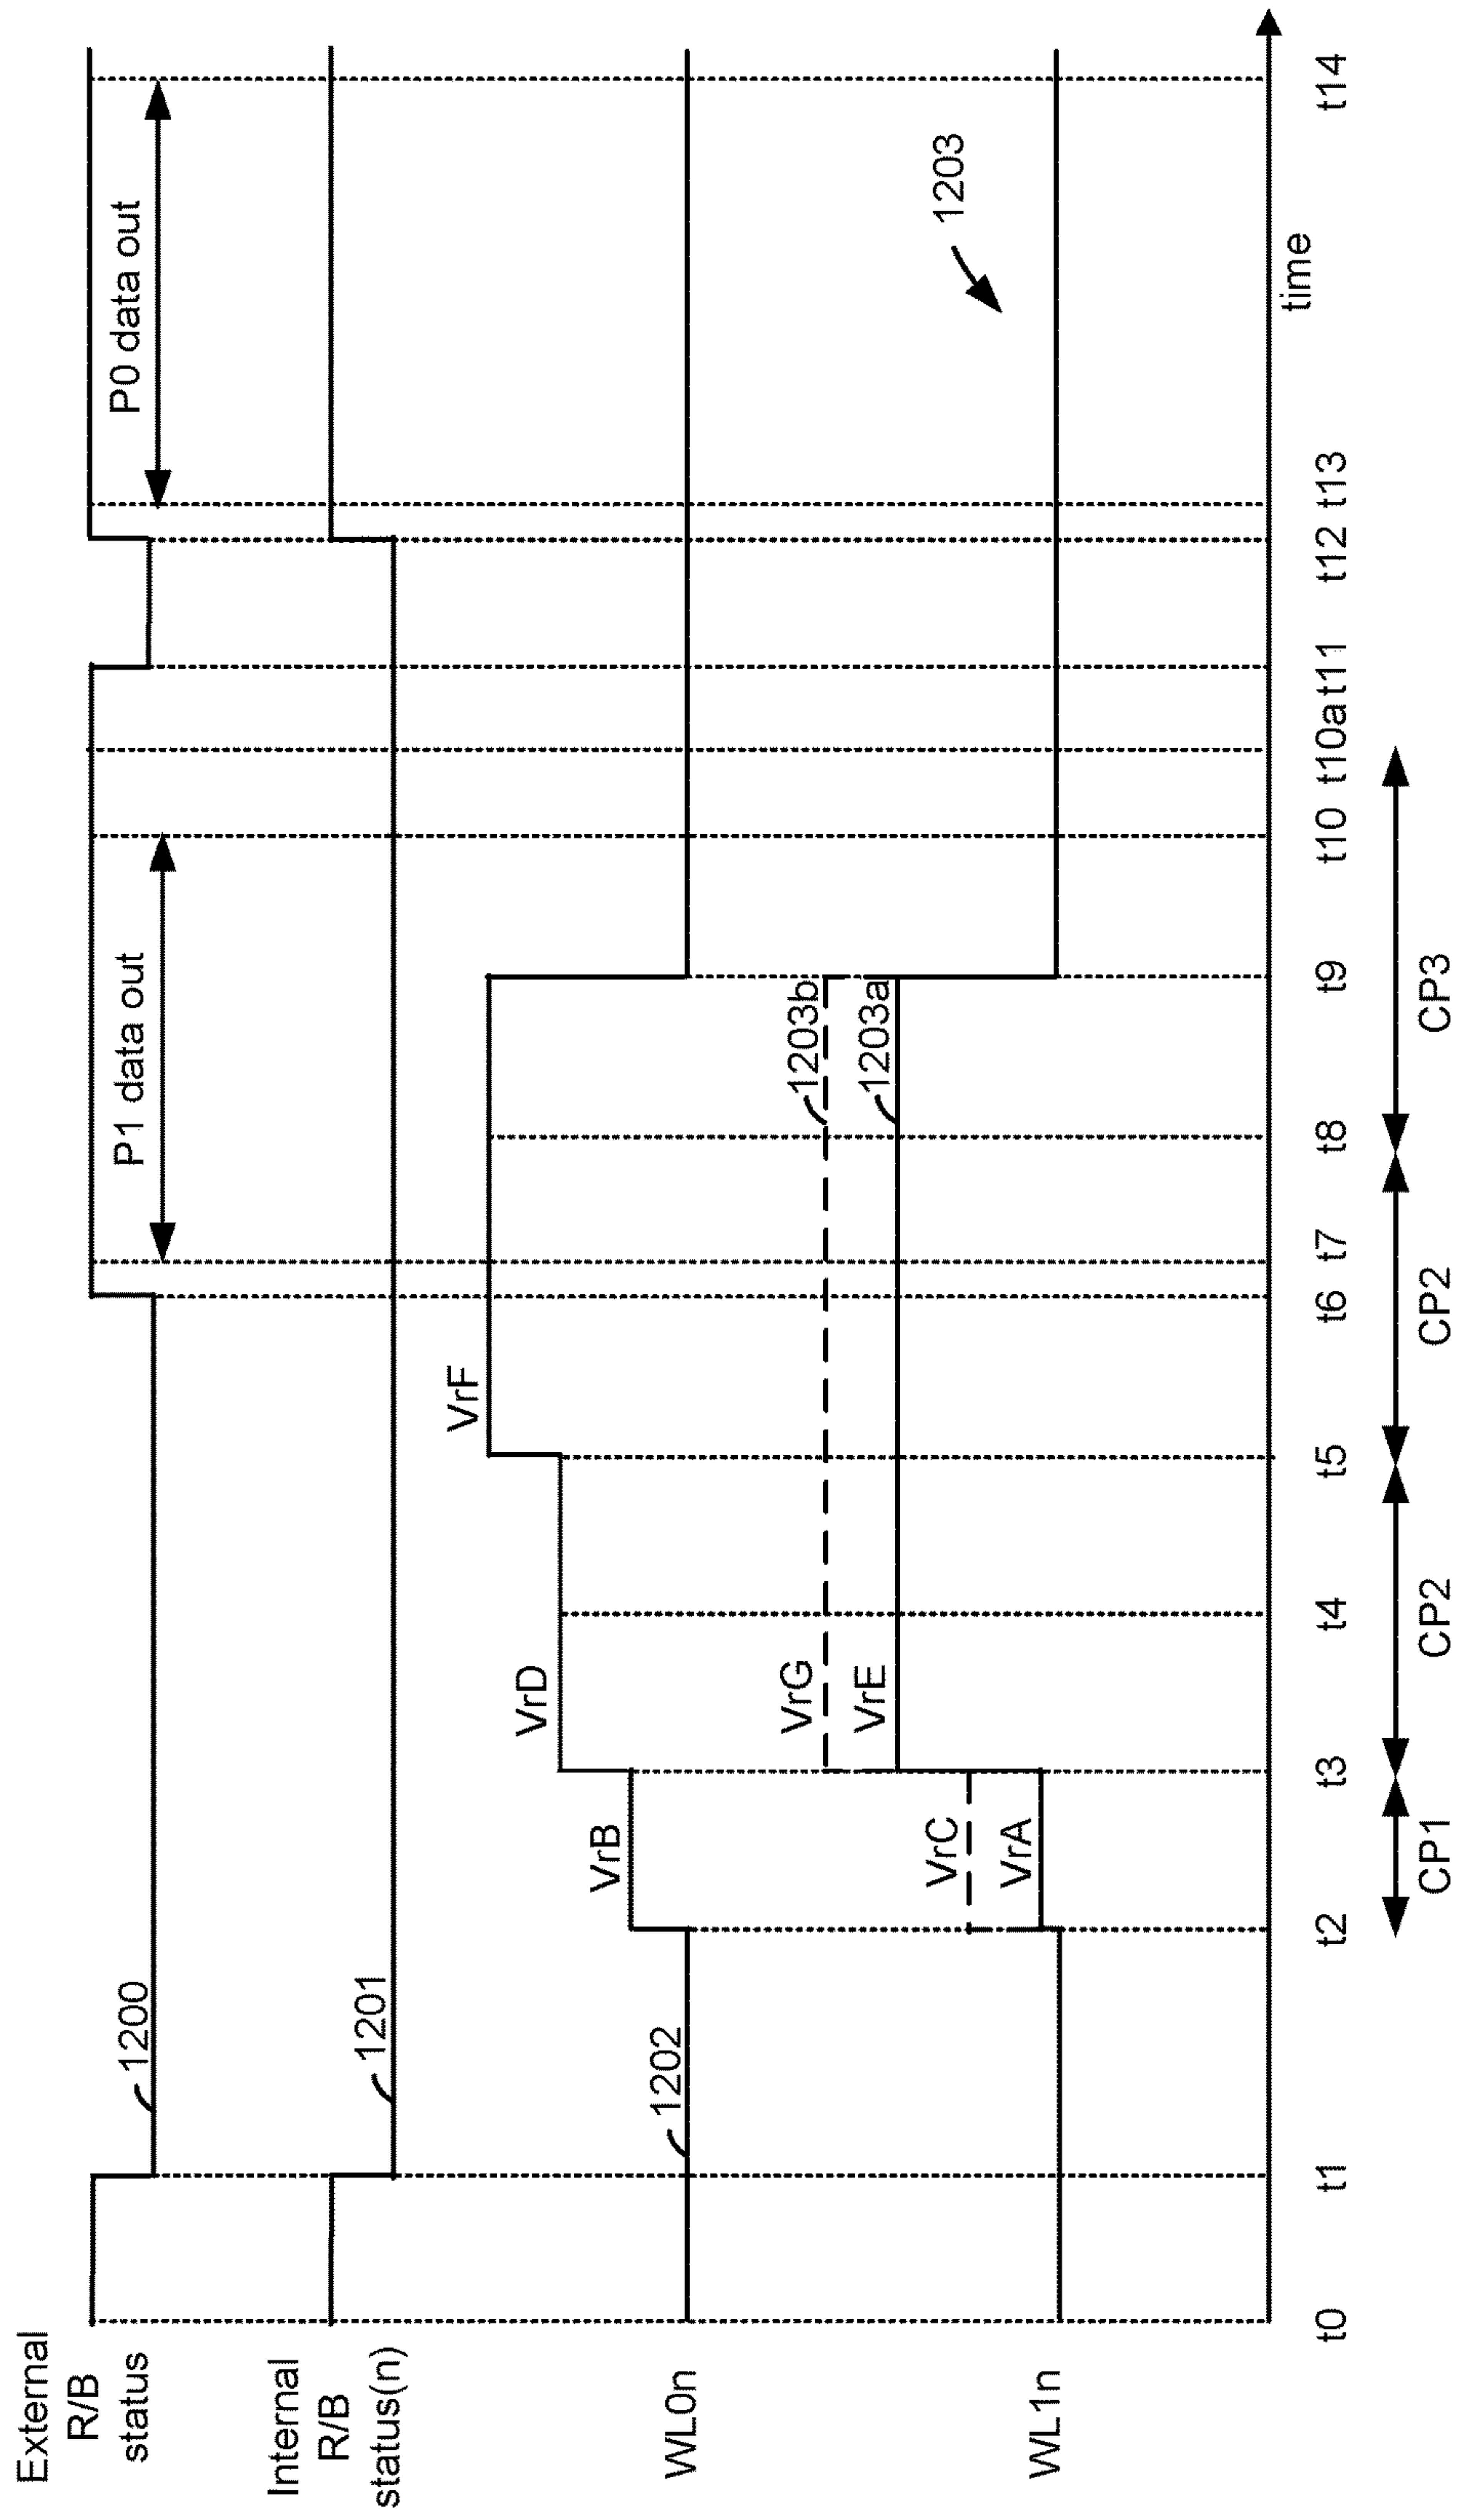 External
R/B
status
1200
P1 data out
P0 data out
Internal
R/B
status(n)
1201
WL0n
1202
VrB
VrD
VrF
WL1n
VrC
VrA
VrG
VrE
1203b
1203a
1203
t0
t1
t2
t3
t4
t5
t6
t7
t8
t9
t10
t10a
t11
t12
t13
t14
time
CP1
CP2
CP2
CP3